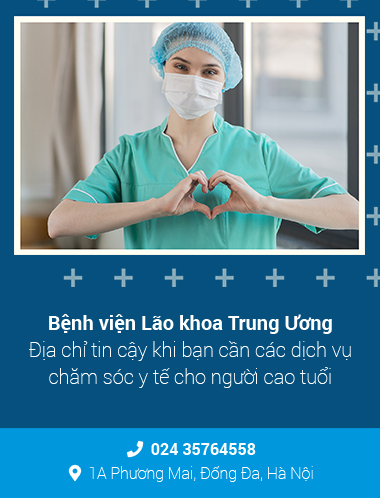 Bệnh viện Lão khoa Trung Ương
Địa chỉ tin cậy khi bạn cần các dịch vụ
chăm sóc y tế cho người cao tuổi
024 35764558
1A Phương Mai, Đống Đa, Hà Nội